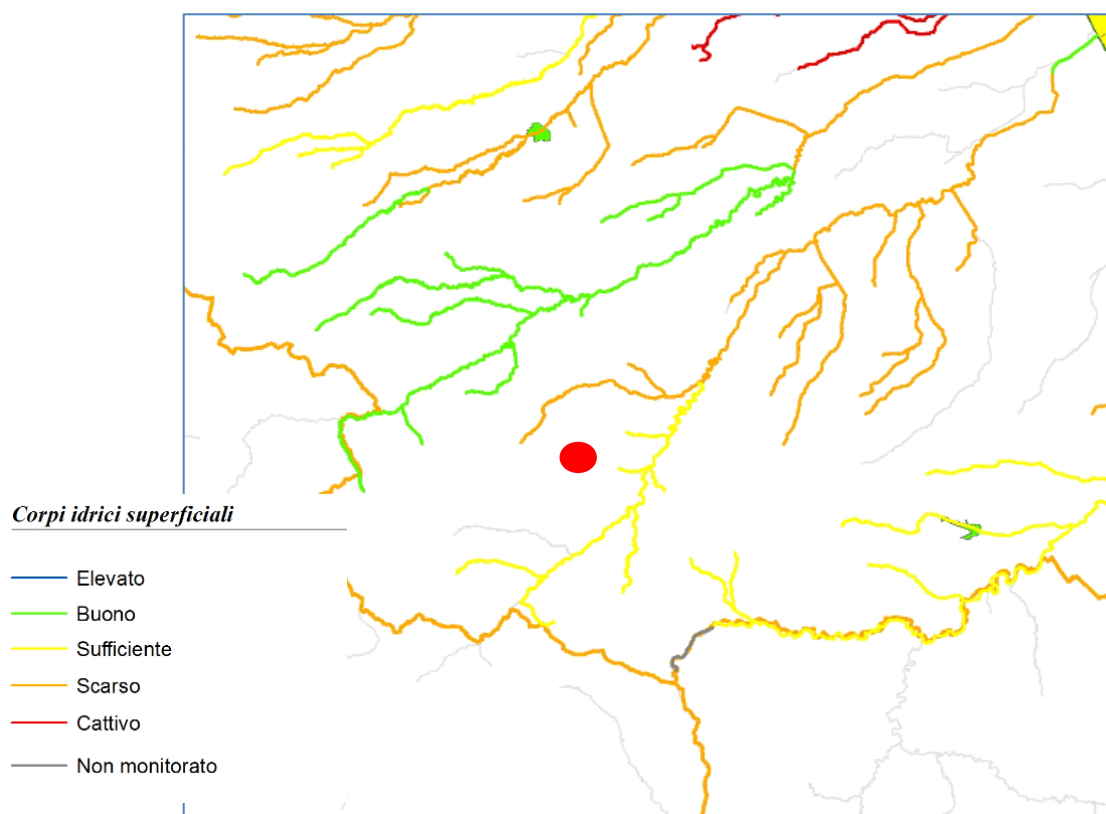 Corpi idrici superficiali
Elevato
Buono
Sufficiente
Scarso
Cattivo
Non monitorato